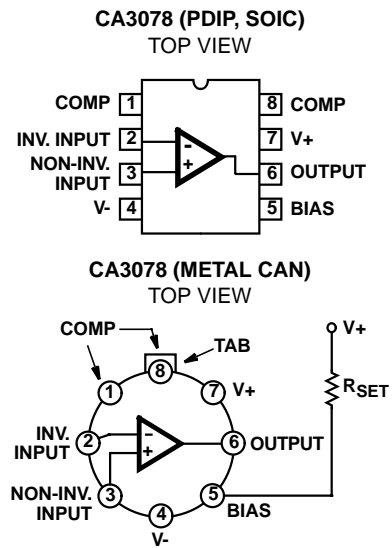 CA3078 (PDIP, SOIC)
TOP VIEW
COMP 1
8 COMP
INV. INPUT 2
7 V+
NON-INV.
INPUT 3
6 OUTPUT
V- 4
5 BIAS
-
+
CA3078 (METAL CAN)
TOP VIEW
COMP
TAB
V+
8
1
7 V+
RSET
INV.
INPUT
2
-
+
6 OUTPUT
NON-INV.
INPUT
3
5
BIAS
4
V-